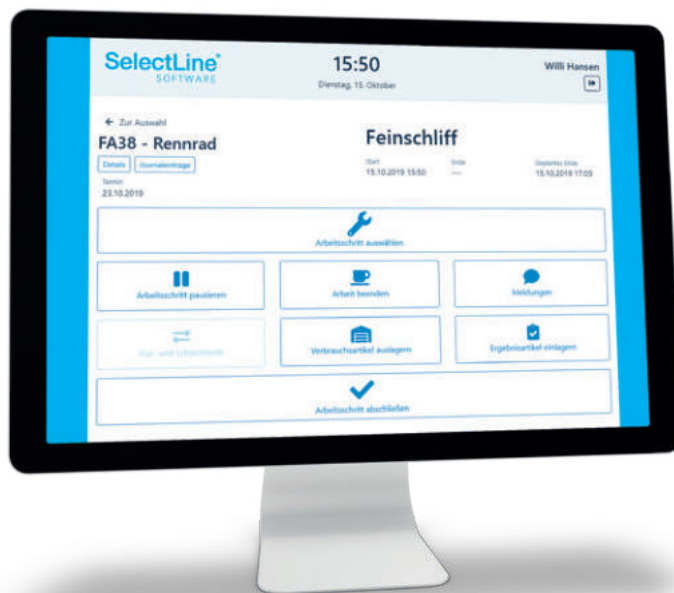 SelectLine
SOFTWARE
15:50
Dienstag, 15. Oktober
Willi Hansen
Zur Auswahl
FA38 - Rennrad
Feinschliff
Details
Journaleinträge
Start
Ende
Geplantes Ende
15.10.2019 15:50
15.10.2019 17:05
Termin
23.10.2019
Arbeitsschritt auswählen
Arbeitsschritt pausieren
Arbeit beenden
Meldungen
Verbrauchsartikel auslagern
Ergebnisartikel einlagern
Arbeitsschritt abschließen